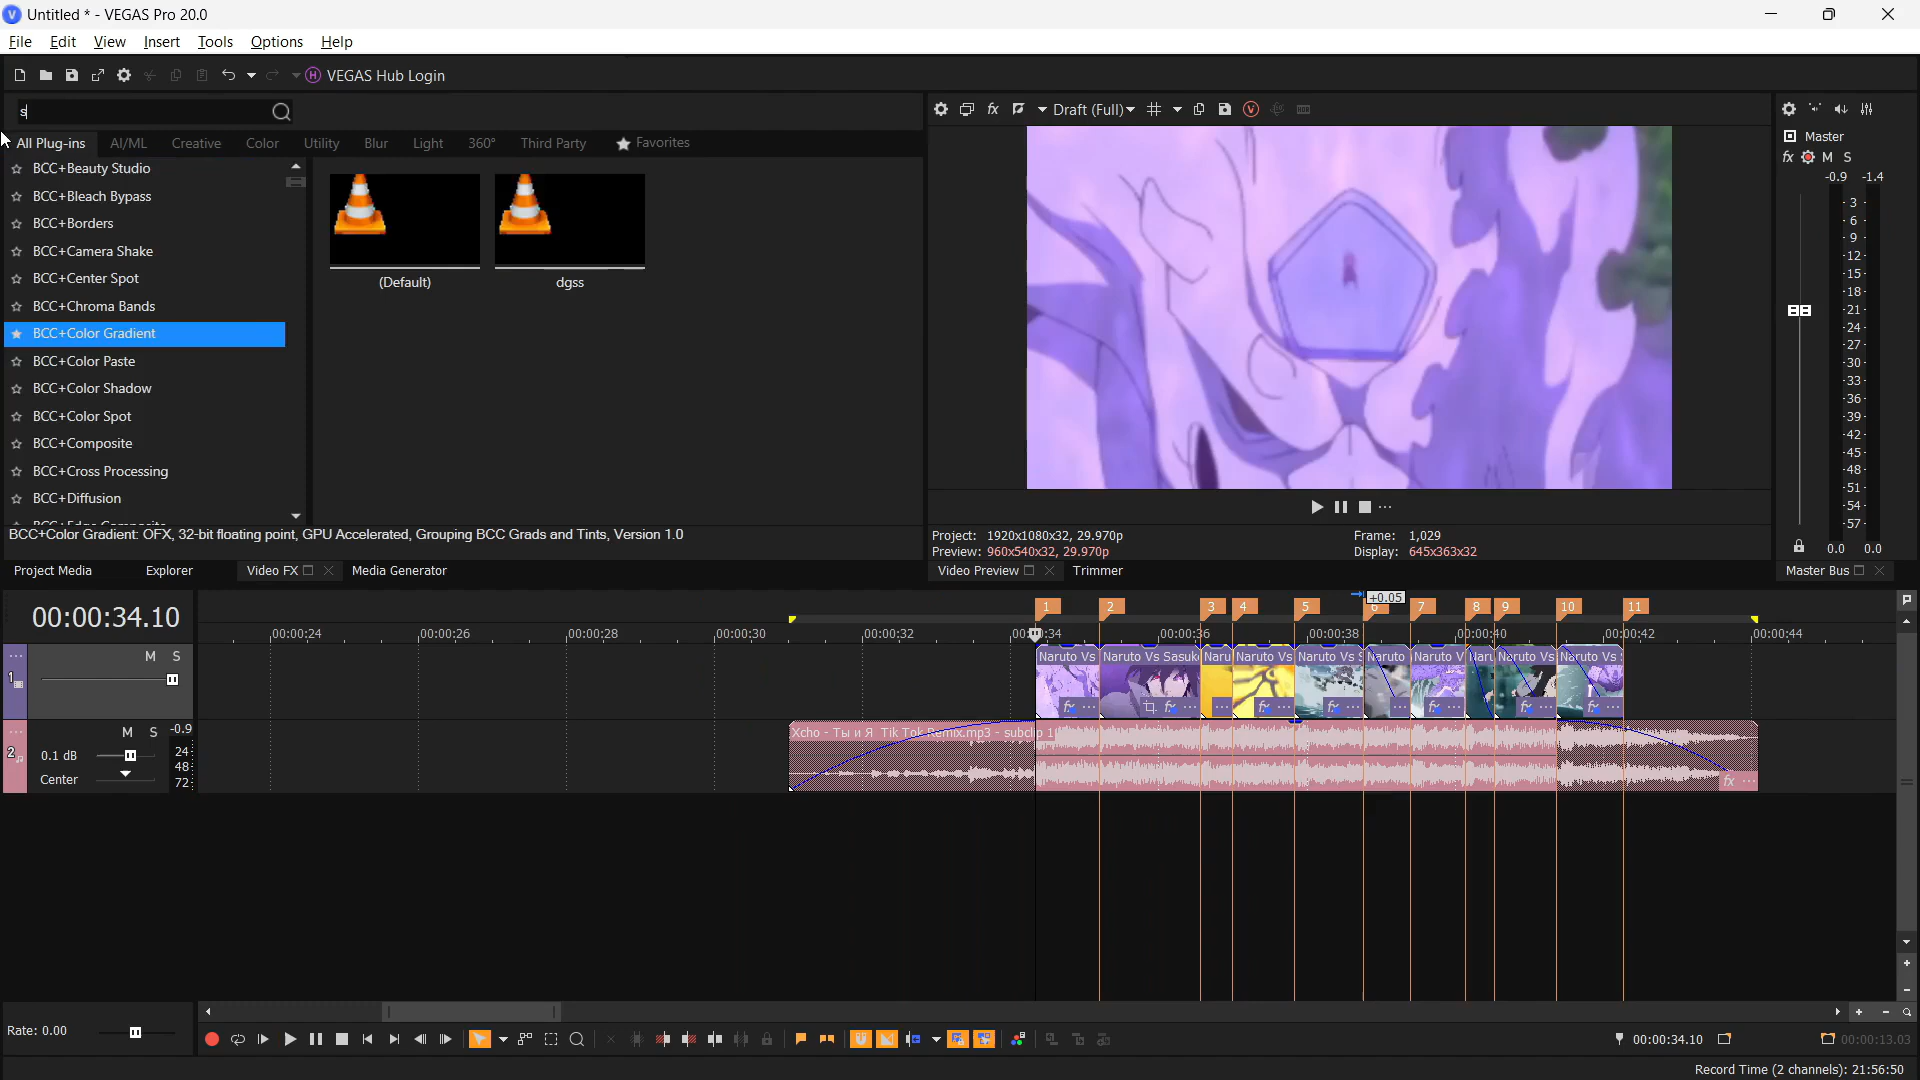 Untitled * - VEGAS Pro 20.0
File Edit View Insert Tools Options Help
VEGAS Hub Login
s
Draft (Full)
All Plug-ins AI/ML Creative Color Utility Blur Light 360° Third Party Favorites
BCC+Beauty Studio
BCC+Bleach Bypass
BCC+Borders
BCC+Camera Shake
BCC+Center Spot
BCC+Chroma Bands
BCC+Color Gradient
BCC+Color Paste
BCC+Color Shadow
BCC+Color Spot
BCC+Composite
BCC+Cross Processing
BCC+Diffusion
(Default) dgss
BCC+Color Gradient: OFX, 32-bit floating point, GPU Accelerated, Grouping BCC Grads and Tints, Version 1.0
Project Media Explorer Video FX Media Generator
Project: 1920x1080x32, 29.970p Frame: 1,029
Preview: 960x540x32, 29.970p Display: 645x363x32
Video Preview Trimmer
Master
fx M S
-0.9 -1.4
- 3 -
- 6 -
- 9 -
-12-
-15-
-18-
-21-
-24-
-27-
-30-
-33-
-36-
-39-
-42-
-45-
-48-
-51-
-54-
-57-
0.0 0.0
Master Bus
00:00:34.10
1 2 3 4 5 6 7 8 9 10 11
+0.05
00:00:24 00:00:26 00:00:28 00:00:30 00:00:32 00:00:36 00:00:38 00:00:40 00:00:42 00:00:44
M S
1
Naruto Vs Naruto Vs Sasuk Naru Naruto Vs Naruto Vs S Naruto Naruto V Nar Naruto Vs Naruto Vs S
M S -0.9
2
0.1 dB 24
48
Center 72
Xcho - Ты и Я Tik Tok Remix.mp3 - subclip 1
fx
Rate: 0.00
00:00:34.10 00:00:13.03
Record Time (2 channels): 21:56:50